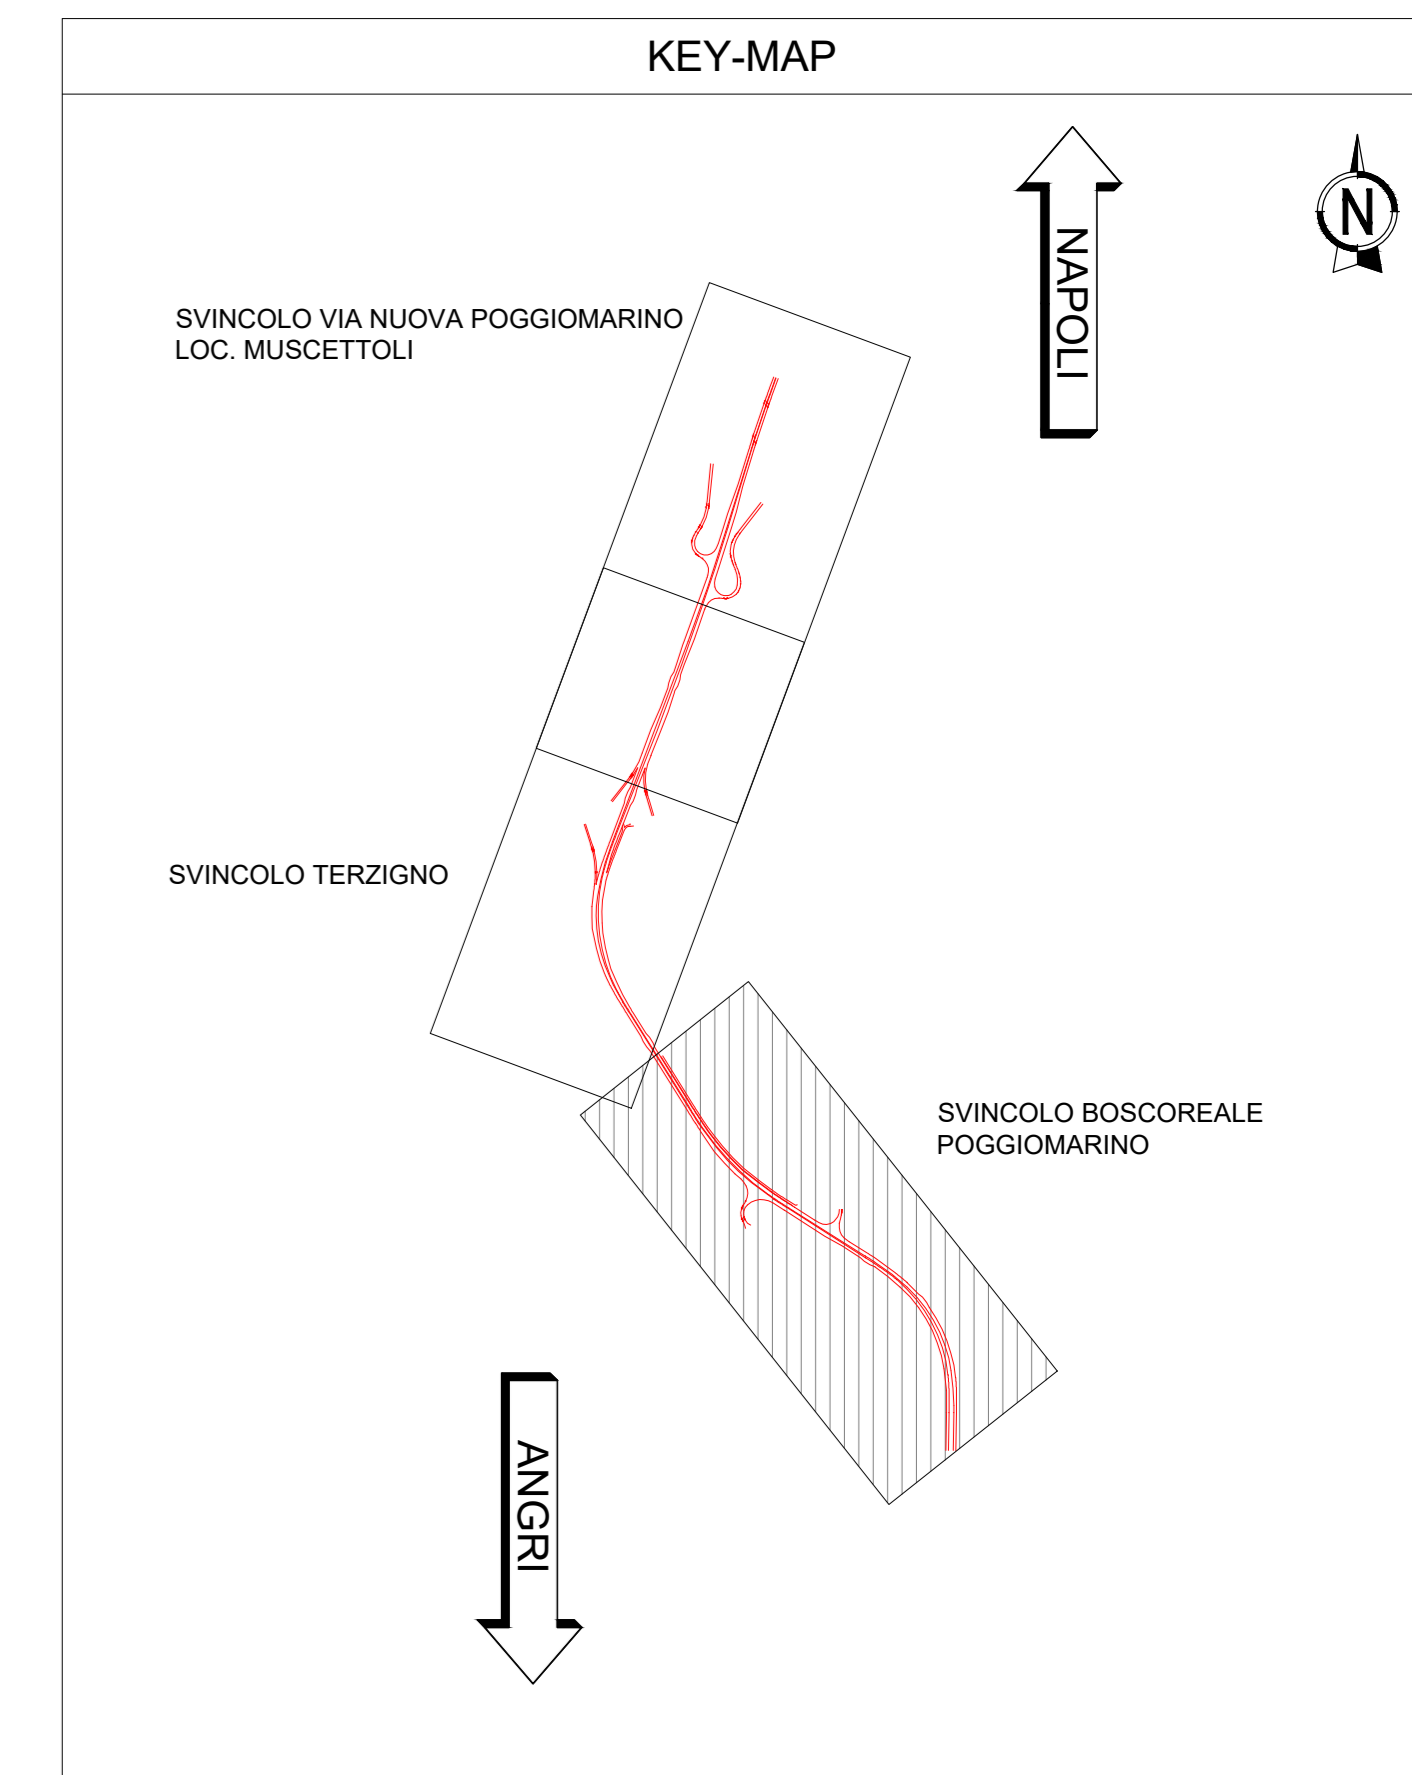 KEY-MAP
NAPOLI
N
SVINCOLO VIA NUOVA POGGIOMARINO
LOC. MUSCETTOLI
SVINCOLO TERZIGNO
SVINCOLO BOSCOREALE
POGGIOMARINO
ANGRI